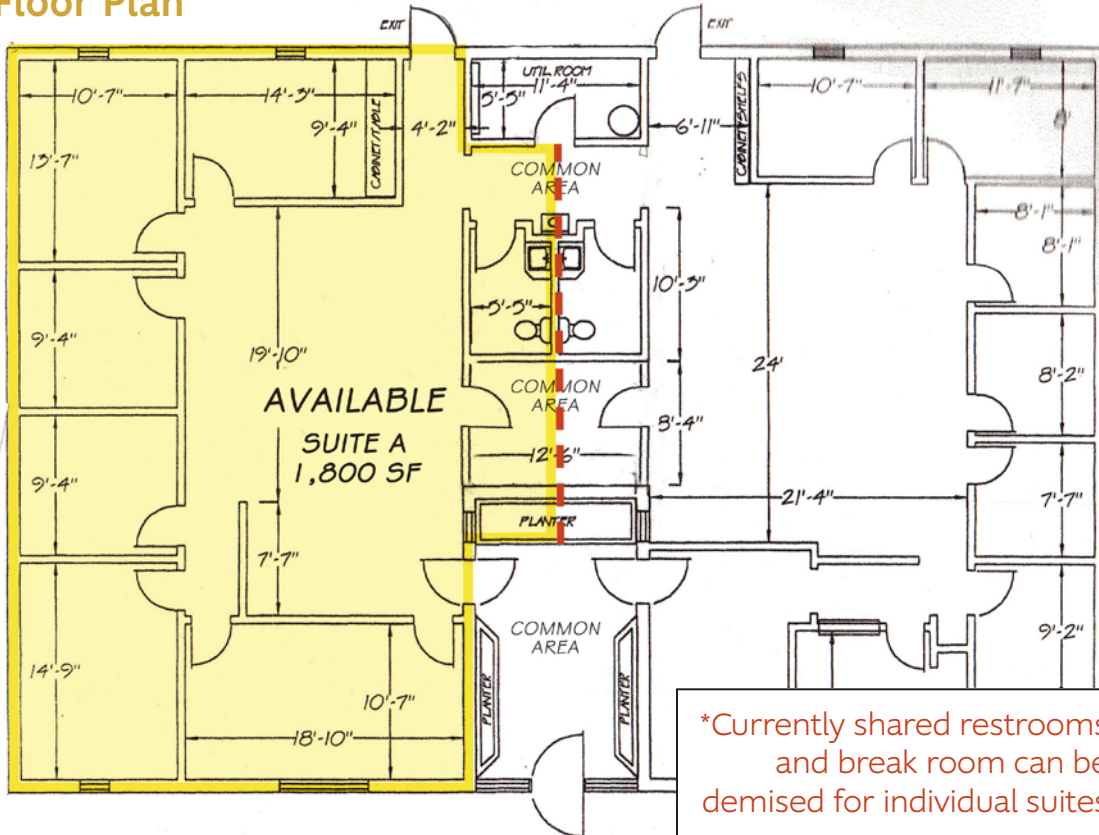 Floor Plan
EXIT
EXIT
UTIL ROOM
11'-4"
5'-5"
10'-7"
14'-3"
9'-4"
CABINET/TABLE
4'-2"
6'-11"
CABINET/SHELVES
10'-7"
11'-7"
8'
13'-7"
COMMON
AREA
8'-1"
8'-1"
10'-3"
5'-5"
9'-4"
19'-10"
24'
8'-2"
COMMON
AREA
AVAILABLE
SUITE A
1,800 SF
8'-4"
12'-6"
9'-4"
21'-4"
7'-7"
PLANTER
7'-7"
COMMON
AREA
9'-2"
14'-9"
10'-7"
18'-10"
PLANTER
PLANTER
*Currently shared restrooms
and break room can be
demised for individual suites